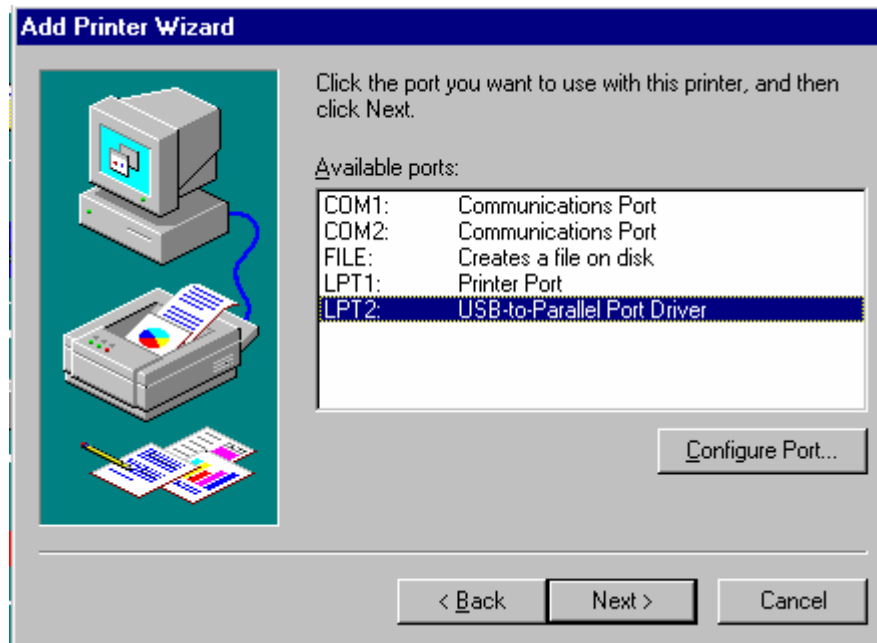 Add Printer Wizard
Click the port you want to use with this printer, and then
click Next.
Available ports:
COM1: Communications Port
COM2: Communications Port
FILE: Creates a file on disk
LPT1: Printer Port
LPT2: USB-to-Parallel Port Driver
Configure Port...
< Back Next > Cancel